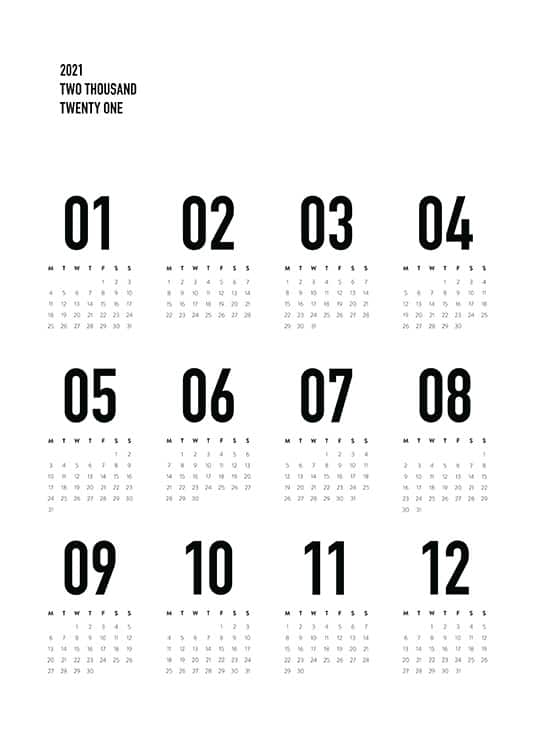 2021
TWO THOUSAND
TWENTY ONE
01
M T W T F S S
1 2 3
4 5 6 7 8 9 10
11 12 13 14 15 16 17
18 19 20 21 22 23 24
25 26 27 28 29 30 31
02
M T W T F S S
1 2 3 4 5 6 7
8 9 10 11 12 13 14
15 16 17 18 19 20 21
22 23 24 25 26 27 28
03
M T W T F S S
1 2 3 4 5 6 7
8 9 10 11 12 13 14
15 16 17 18 19 20 21
22 23 24 25 26 27 28
29 30 31
04
M T W T F S S
1 2 3 4
5 6 7 8 9 10 11
12 13 14 15 16 17 18
19 20 21 22 23 24 25
26 27 28 29 30
05
M T W T F S S
1 2
3 4 5 6 7 8 9
10 11 12 13 14 15 16
17 18 19 20 21 22 23
24 25 26 27 28 29 30
31
06
M T W T F S S
1 2 3 4 5 6
7 8 9 10 11 12 13
14 15 16 17 18 19 20
21 22 23 24 25 26 27
28 29 30
07
M T W T F S S
1 2 3 4
5 6 7 8 9 10 11
12 13 14 15 16 17 18
19 20 21 22 23 24 25
26 27 28 29 30 31
08
M T W T F S S
1
2 3 4 5 6 7 8
9 10 11 12 13 14 15
16 17 18 19 20 21 22
23 24 25 26 27 28 29
30 31
09
M T W T F S S
1 2 3 4 5
6 7 8 9 10 11 12
13 14 15 16 17 18 19
20 21 22 23 24 25 26
27 28 29 30
10
M T W T F S S
1 2 3
4 5 6 7 8 9 10
11 12 13 14 15 16 17
18 19 20 21 22 23 24
25 26 27 28 29 30 31
11
M T W T F S S
1 2 3 4 5 6 7
8 9 10 11 12 13 14
15 16 17 18 19 20 21
22 23 24 25 26 27 28
29 30
12
M T W T F S S
1 2 3 4 5
6 7 8 9 10 11 12
13 14 15 16 17 18 19
20 21 22 23 24 25 26
27 28 29 30 31